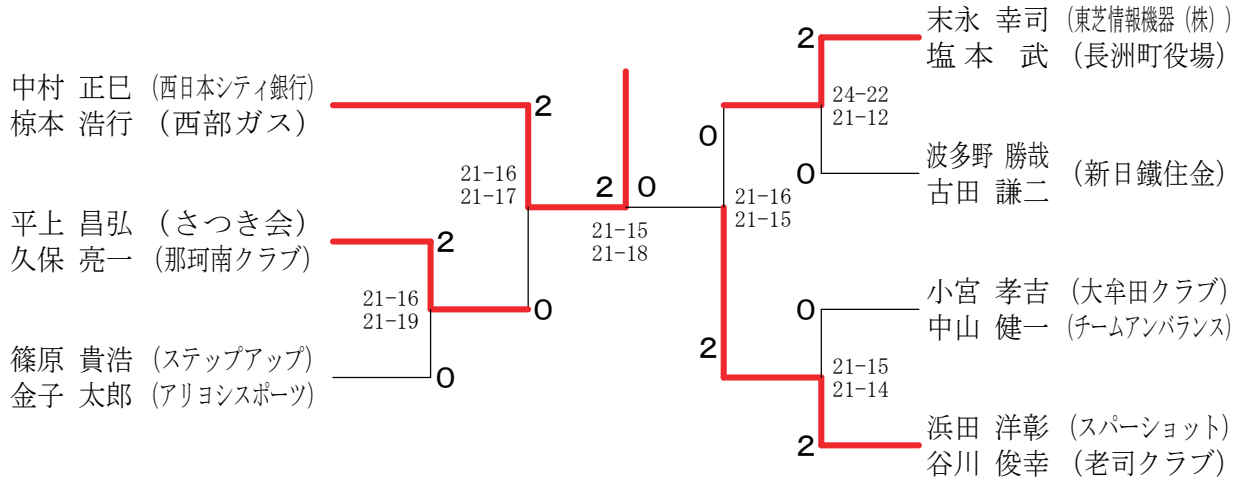 中村 正巳 (西日本シティ銀行)
椋本 浩行 (西部ガス)
平上 昌弘 (さつき会)
久保 亮一 (那珂南クラブ)
篠原 貴浩 (ステップアップ)
金子 太郎 (アリヨシスポーツ)
2
21-16
21-17
2
21-16
21-19
0
0
2 0
21-15
21-18
末永 幸司 (東芝情報機器(株))
塩本 武 (長洲町役場)
2
24-22
21-12
0
0
波多野 勝哉
古田 謙二
(新日鐵住金)
21-16
21-15
小宮 孝吉 (大牟田クラブ)
中山 健一 (チームアンバランス)
0
2
21-15
21-14
2
浜田 洋彰 (スパーショット)
谷川 俊幸 (老司クラブ)